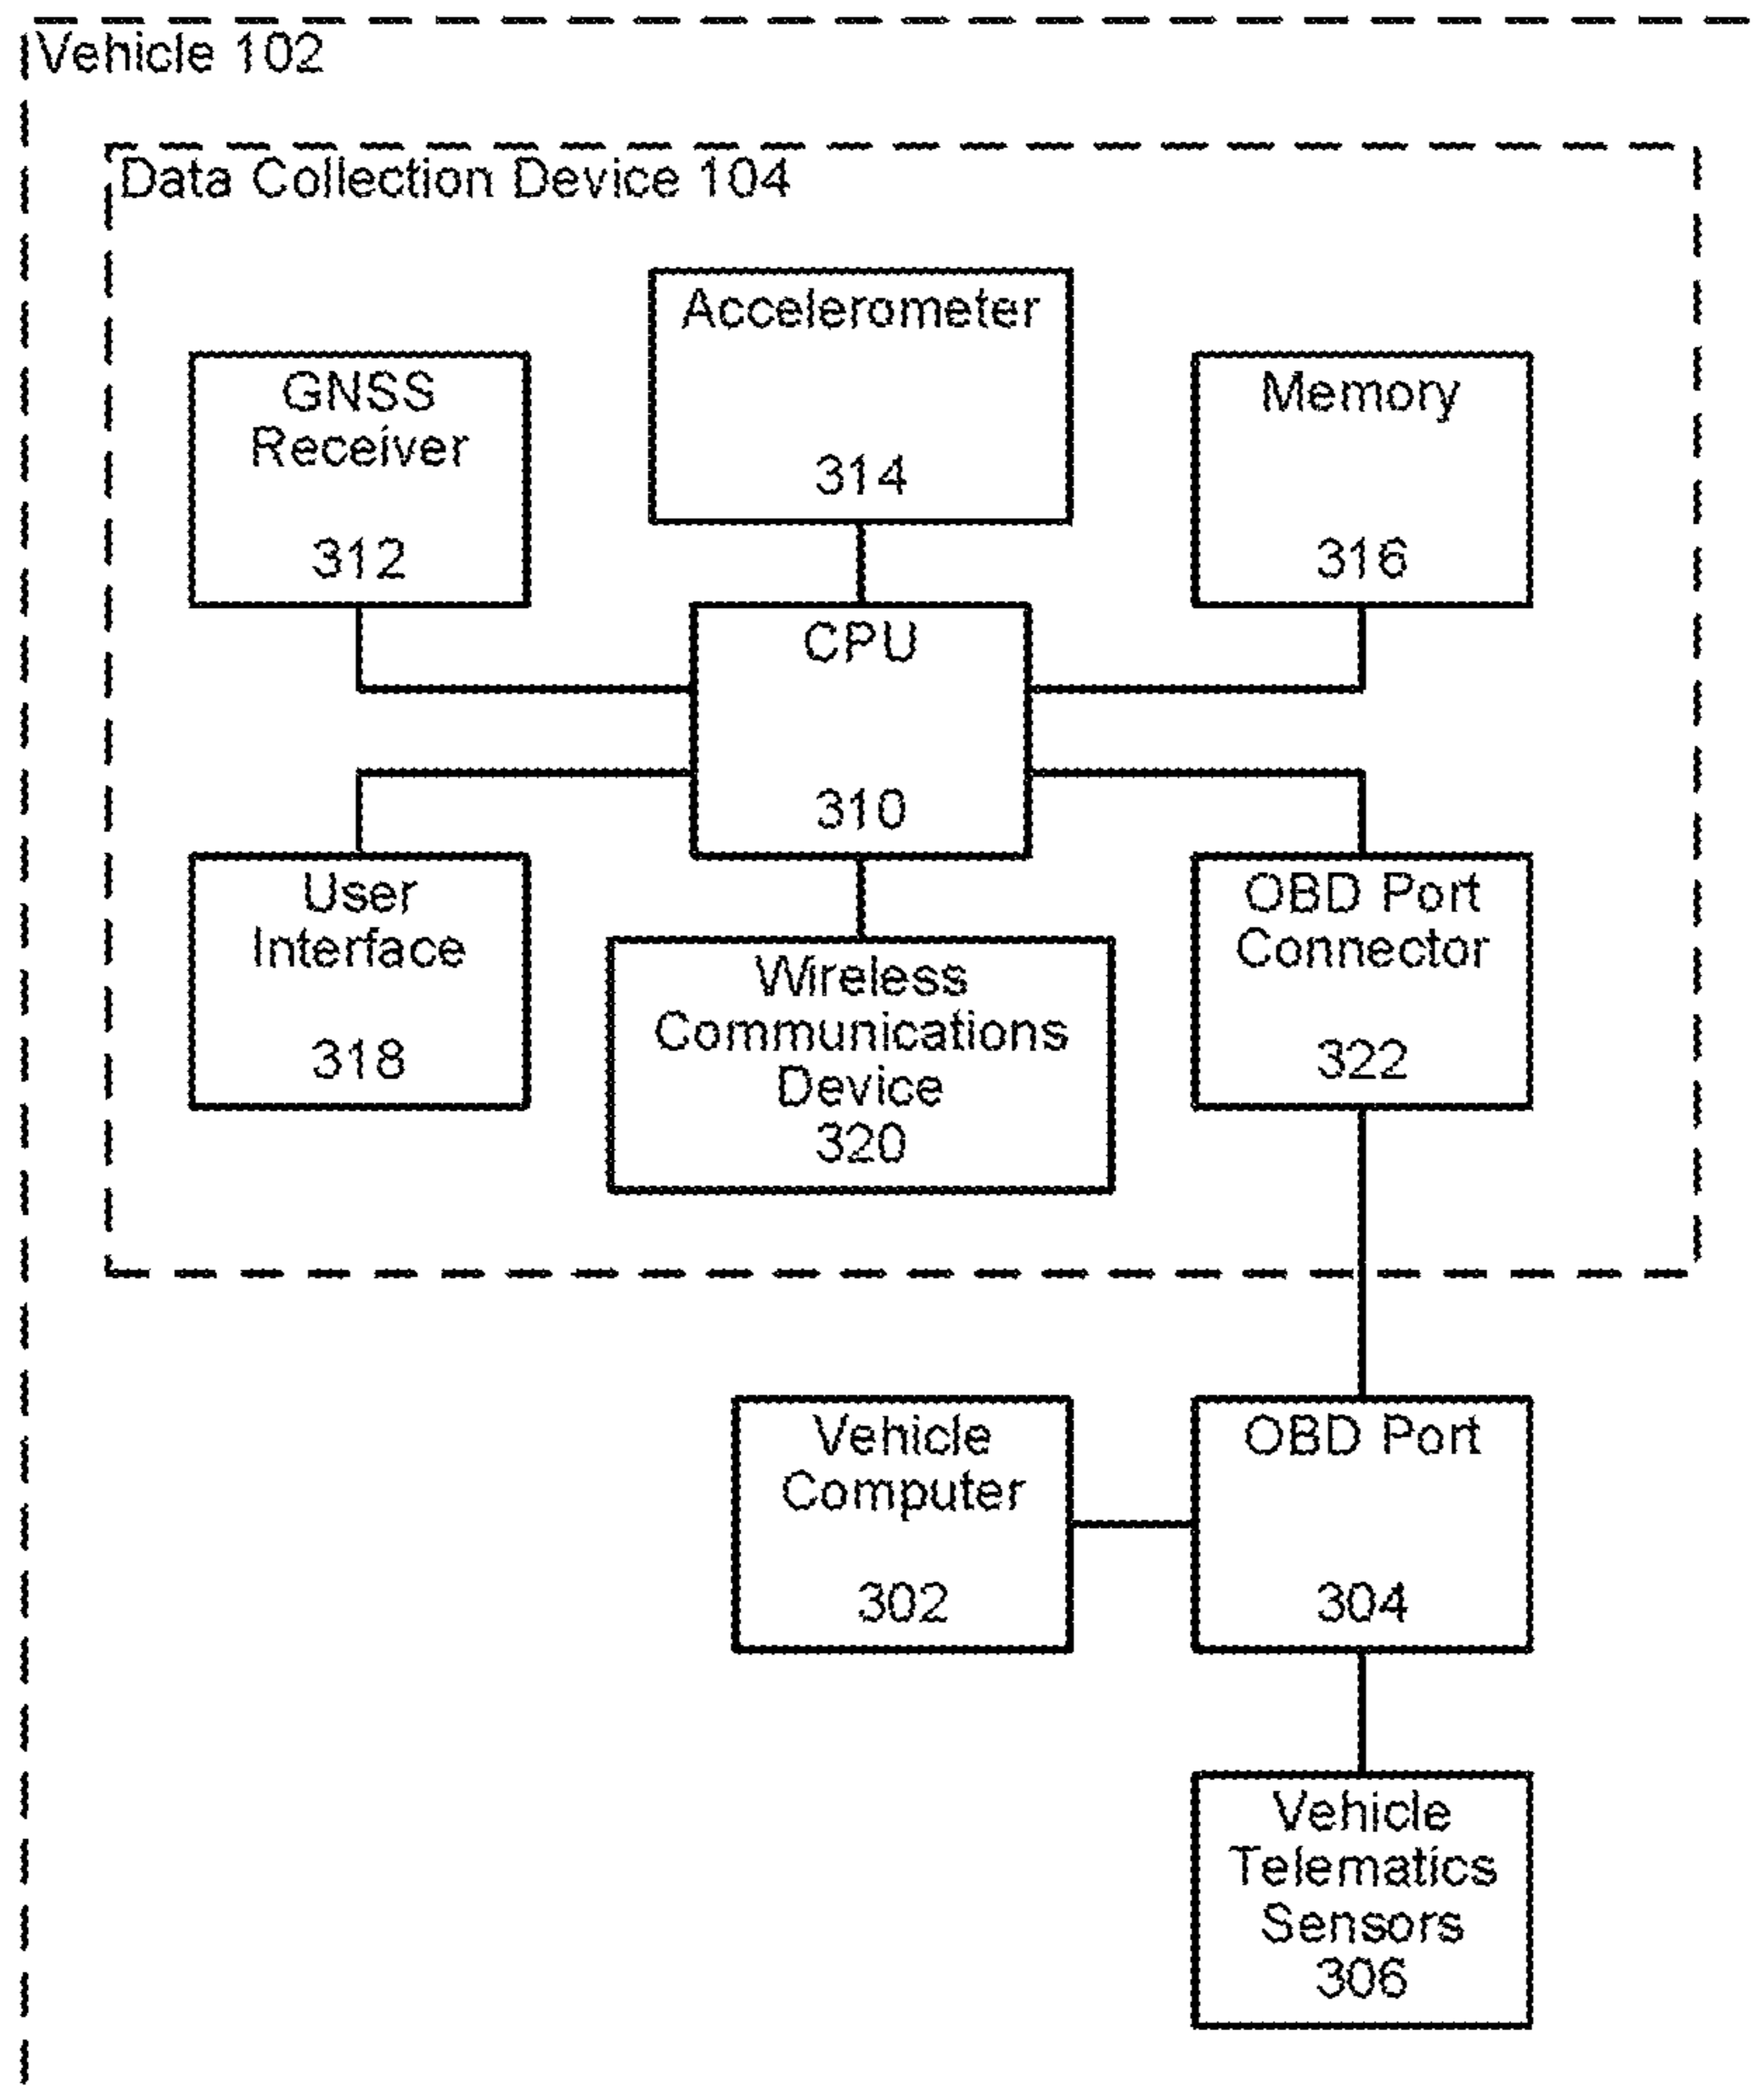 Vehicle 102
Data Collection Device 104
Accelerometer
314
GNSS
Receiver
312
Memory
316
CPU
310
User
Interface
318
Wireless
Communications
Device
320
OBD Port
Connector
322
Vehicle
Computer
302
OBD Port
304
Vehicle
Telematics
Sensors
306